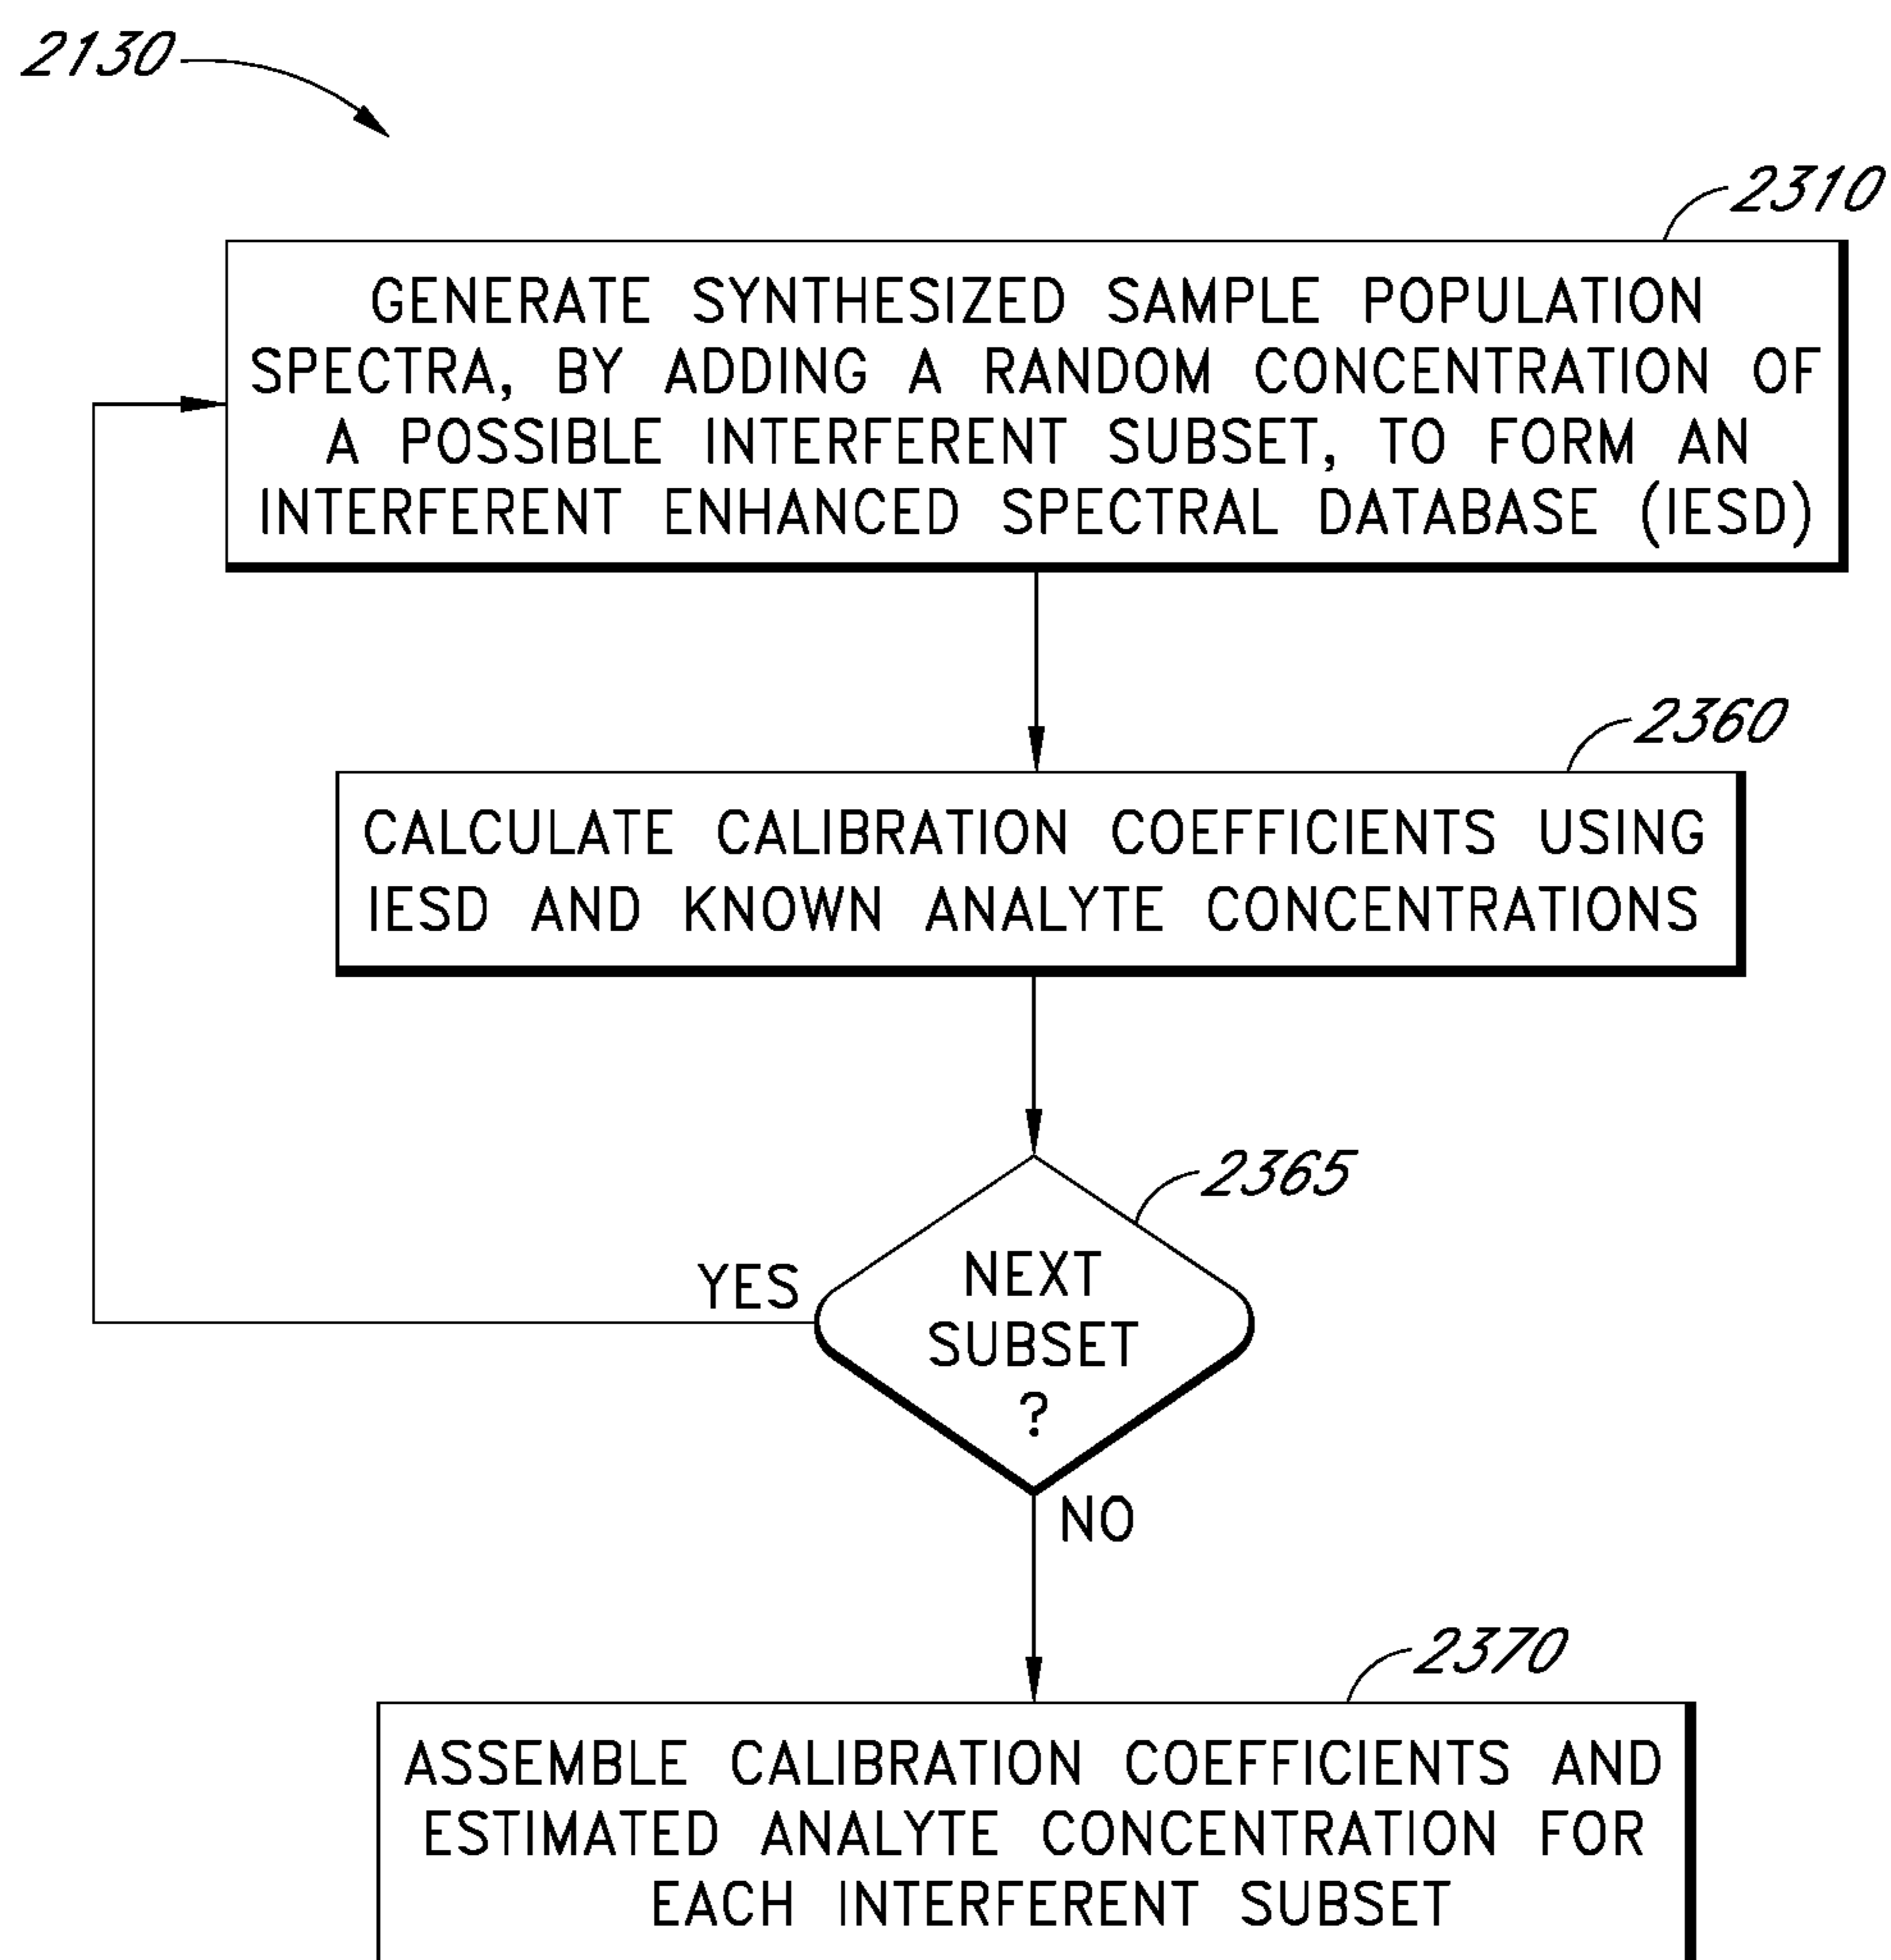 2130
2310
GENERATE SYNTHESIZED SAMPLE POPULATION
SPECTRA, BY ADDING A RANDOM CONCENTRATION OF
A POSSIBLE INTERFERENT SUBSET, TO FORM AN
INTERFERENT ENHANCED SPECTRAL DATABASE (IESD)
2360
CALCULATE CALIBRATION COEFFICIENTS USING
IESD AND KNOWN ANALYTE CONCENTRATIONS
2365
NEXT
SUBSET
?
YES
NO
2370
ASSEMBLE CALIBRATION COEFFICIENTS AND
ESTIMATED ANALYTE CONCENTRATION FOR
EACH INTERFERENT SUBSET